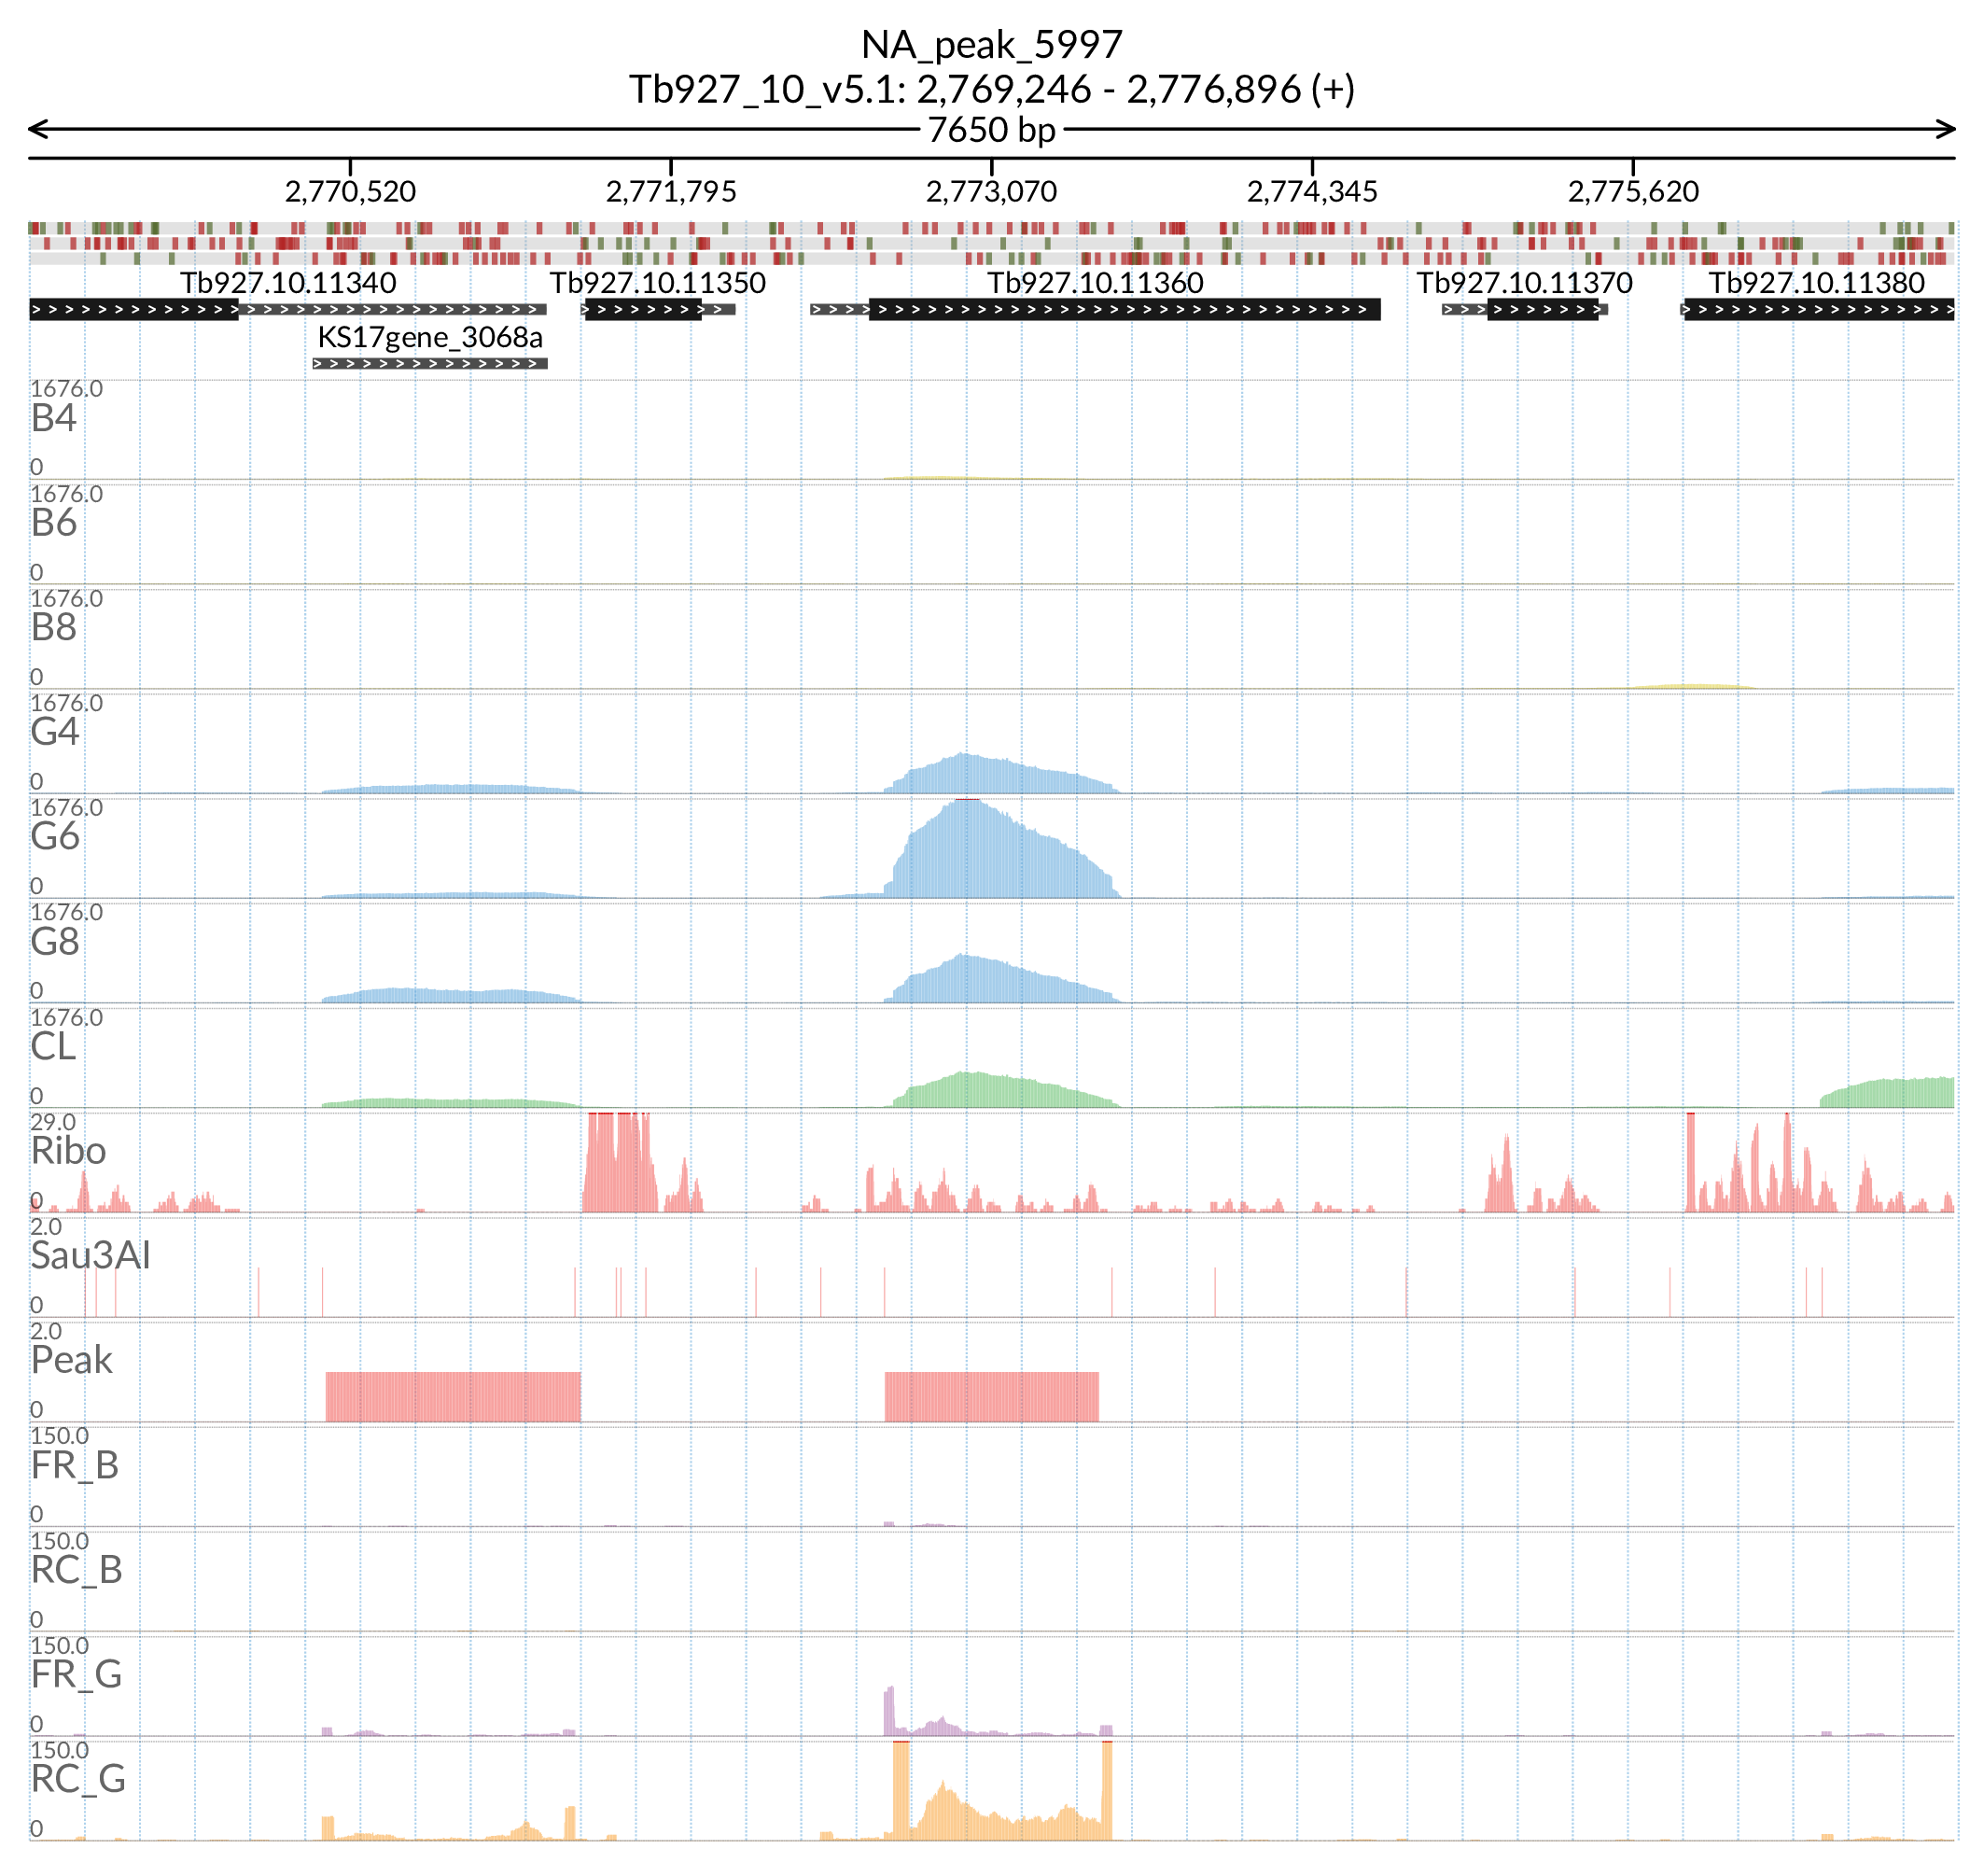 NA_peak_5997
Tb927_10_v5.1: 2,769,246 - 2,776,896 (+)
7650 bp
2,770,520 2,771,795 2,773,070 2,774,345 2,775,620
Tb927.10.11340 Tb927.10.11350 Tb927.10.11360 Tb927.10.11370 Tb927.10.11380
KS17gene_3068a
1676.0
B4
0
1676.0
B6
0
1676.0
B8
0
1676.0
G4
0
1676.0
G6
0
1676.0
G8
0
1676.0
CL
0
29.0
Ribo
0
2.0
Sau3AI
0
2.0
Peak
0
150.0
FR_B
0
150.0
RC_B
0
150.0
FR_G
0
150.0
RC_G
0